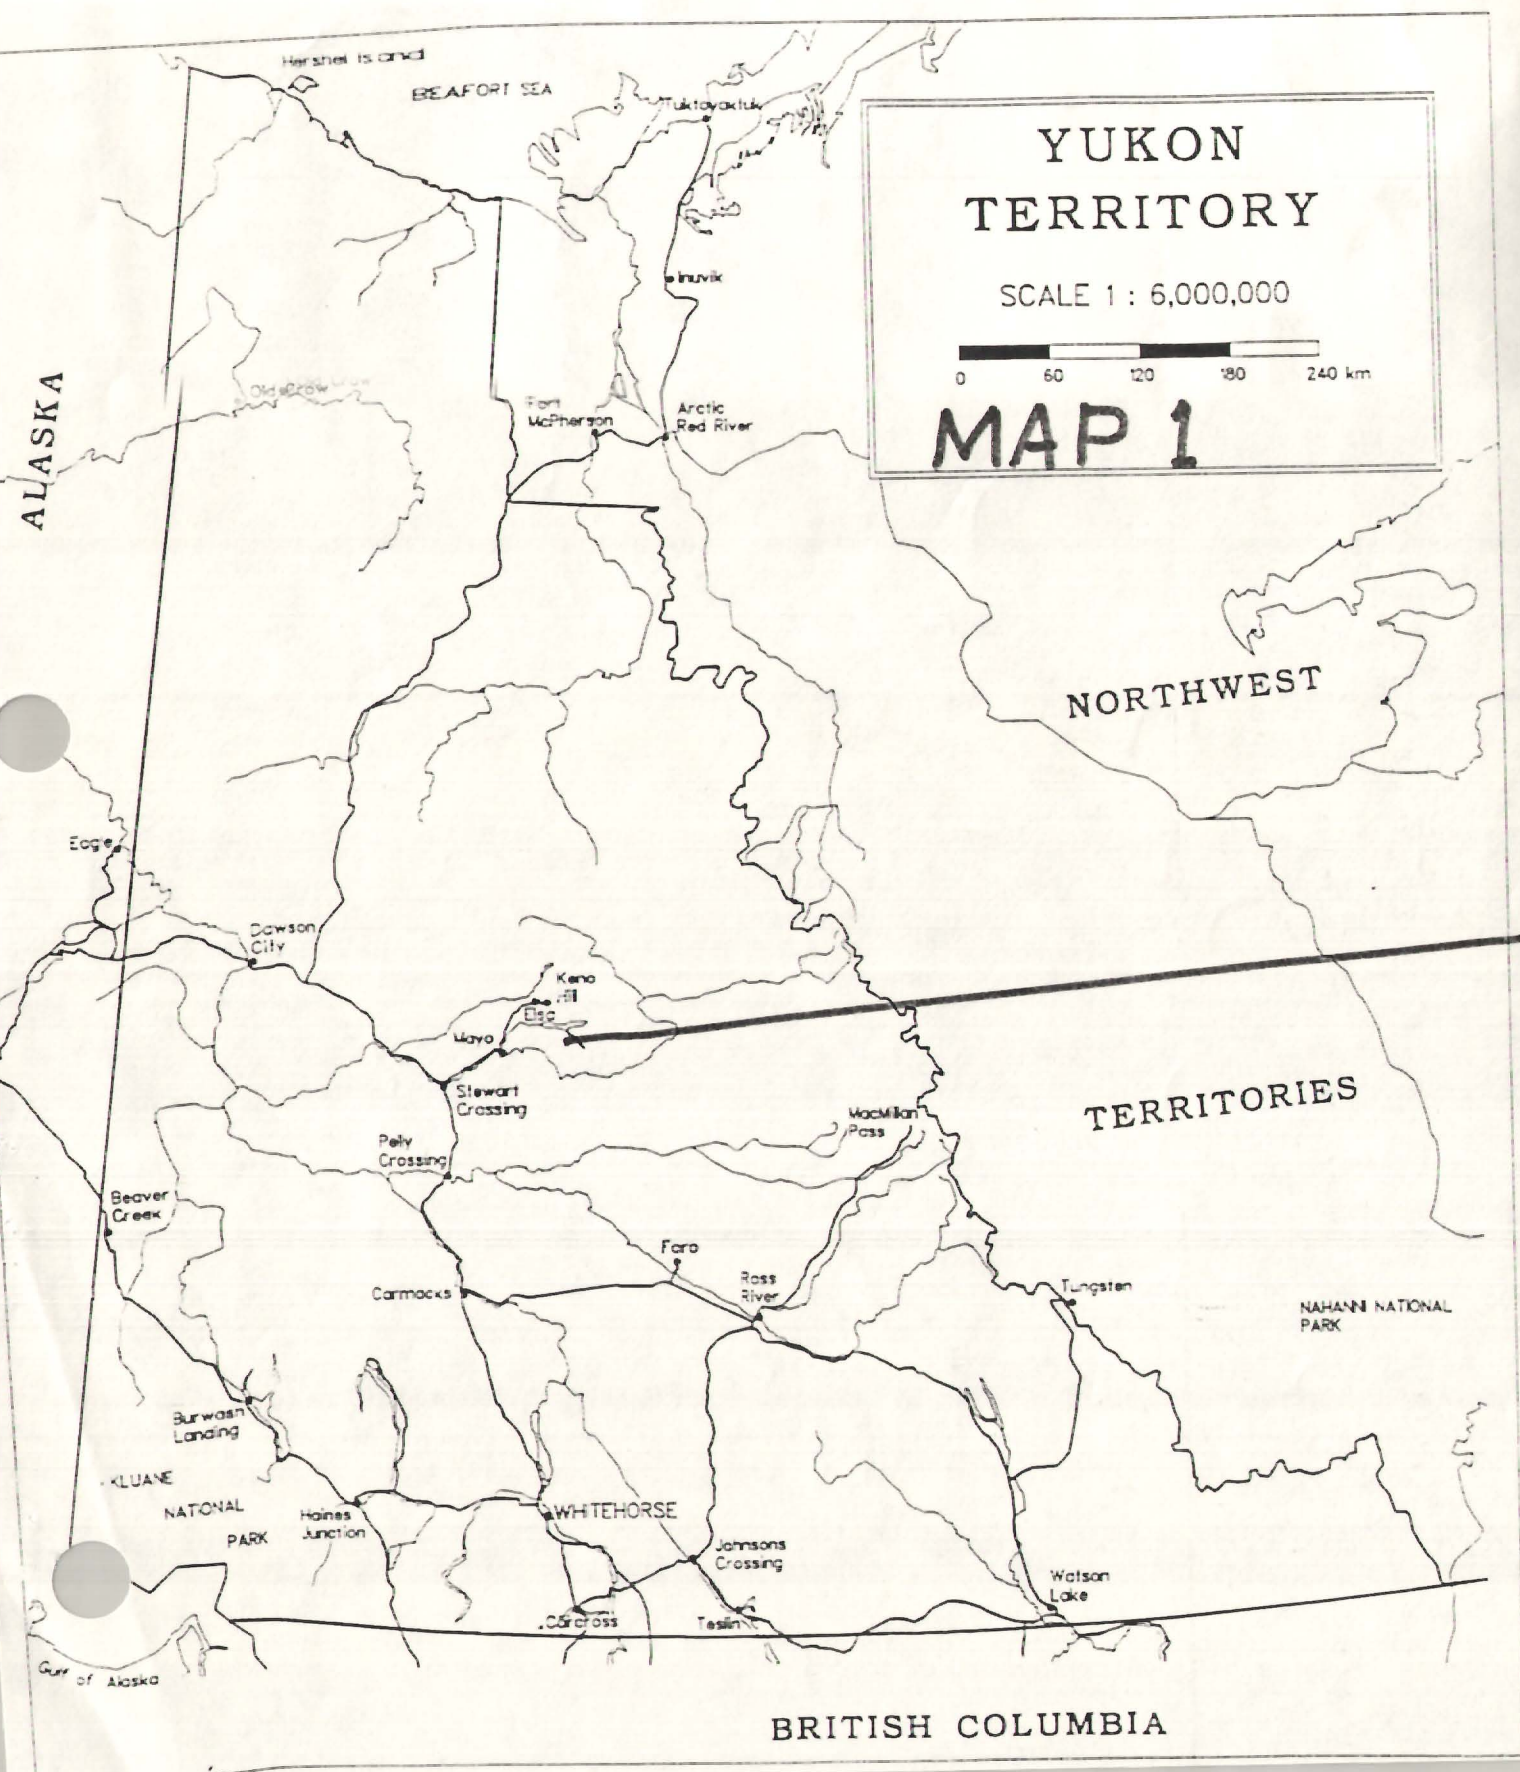 Hershel Island
BEAFORT SEA
Tuktoyaktuk
YUKON
TERRITORY
SCALE 1 : 6,000,000
0 60 120 180 240 km
MAP 1
Inuvik
ALASKA
Old Crow
Fort
McPherson
Arctic
Red River
NORTHWEST
Eagle
Dawson
City
Keno
Hill
Elsa
Mayo
Stewart
Crossing
TERRITORIES
MacMillan
Pass
Pelly
Crossing
Beaver
Creek
Faro
Ross
River
Carmacks
Tungsten
NAHANNI NATIONAL
PARK
Burwash
Landing
KLUANE
NATIONAL
PARK
Haines
Junction
WHITEHORSE
Johnsons
Crossing
Watson
Lake
Carcross
Teslin
Gulf of Alaska
BRITISH COLUMBIA